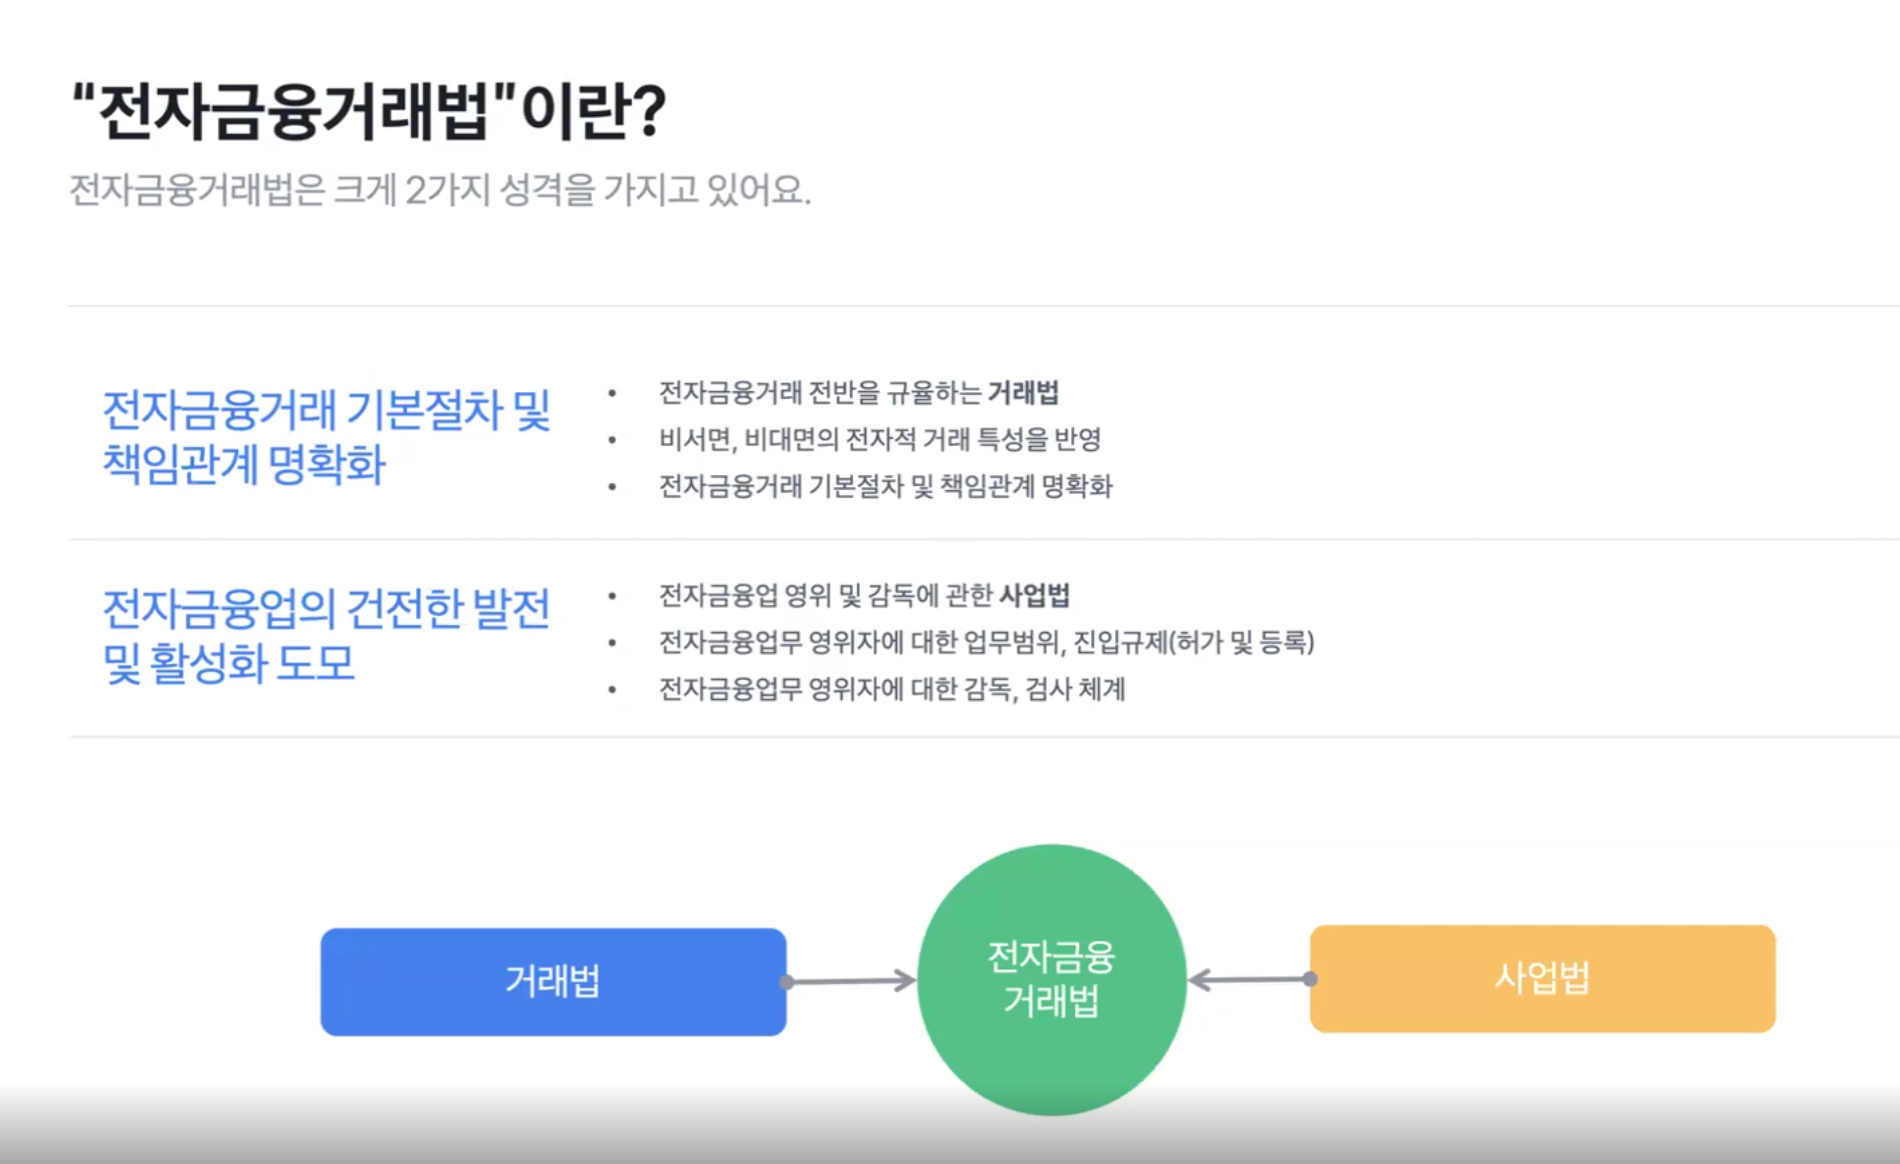 “전자금융거래법”이란?
전자금융거래법은 크게 2가지 성격을 가지고 있어요.
전자금융거래 기본절차 및
책임관계 명확화
• 전자금융거래 전반을 규율하는 거래법
• 비서면, 비대면의 전자적 거래 특성을 반영
• 전자금융거래 기본절차 및 책임관계 명확화
전자금융업의 건전한 발전
및 활성화 도모
• 전자금융업 영위 및 감독에 관한 사업법
• 전자금융업무 영위자에 대한 업무범위, 진입규제(허가 및 등록)
• 전자금융업무 영위자에 대한 감독, 검사 체계
거래법
전자금융
거래법
사업법